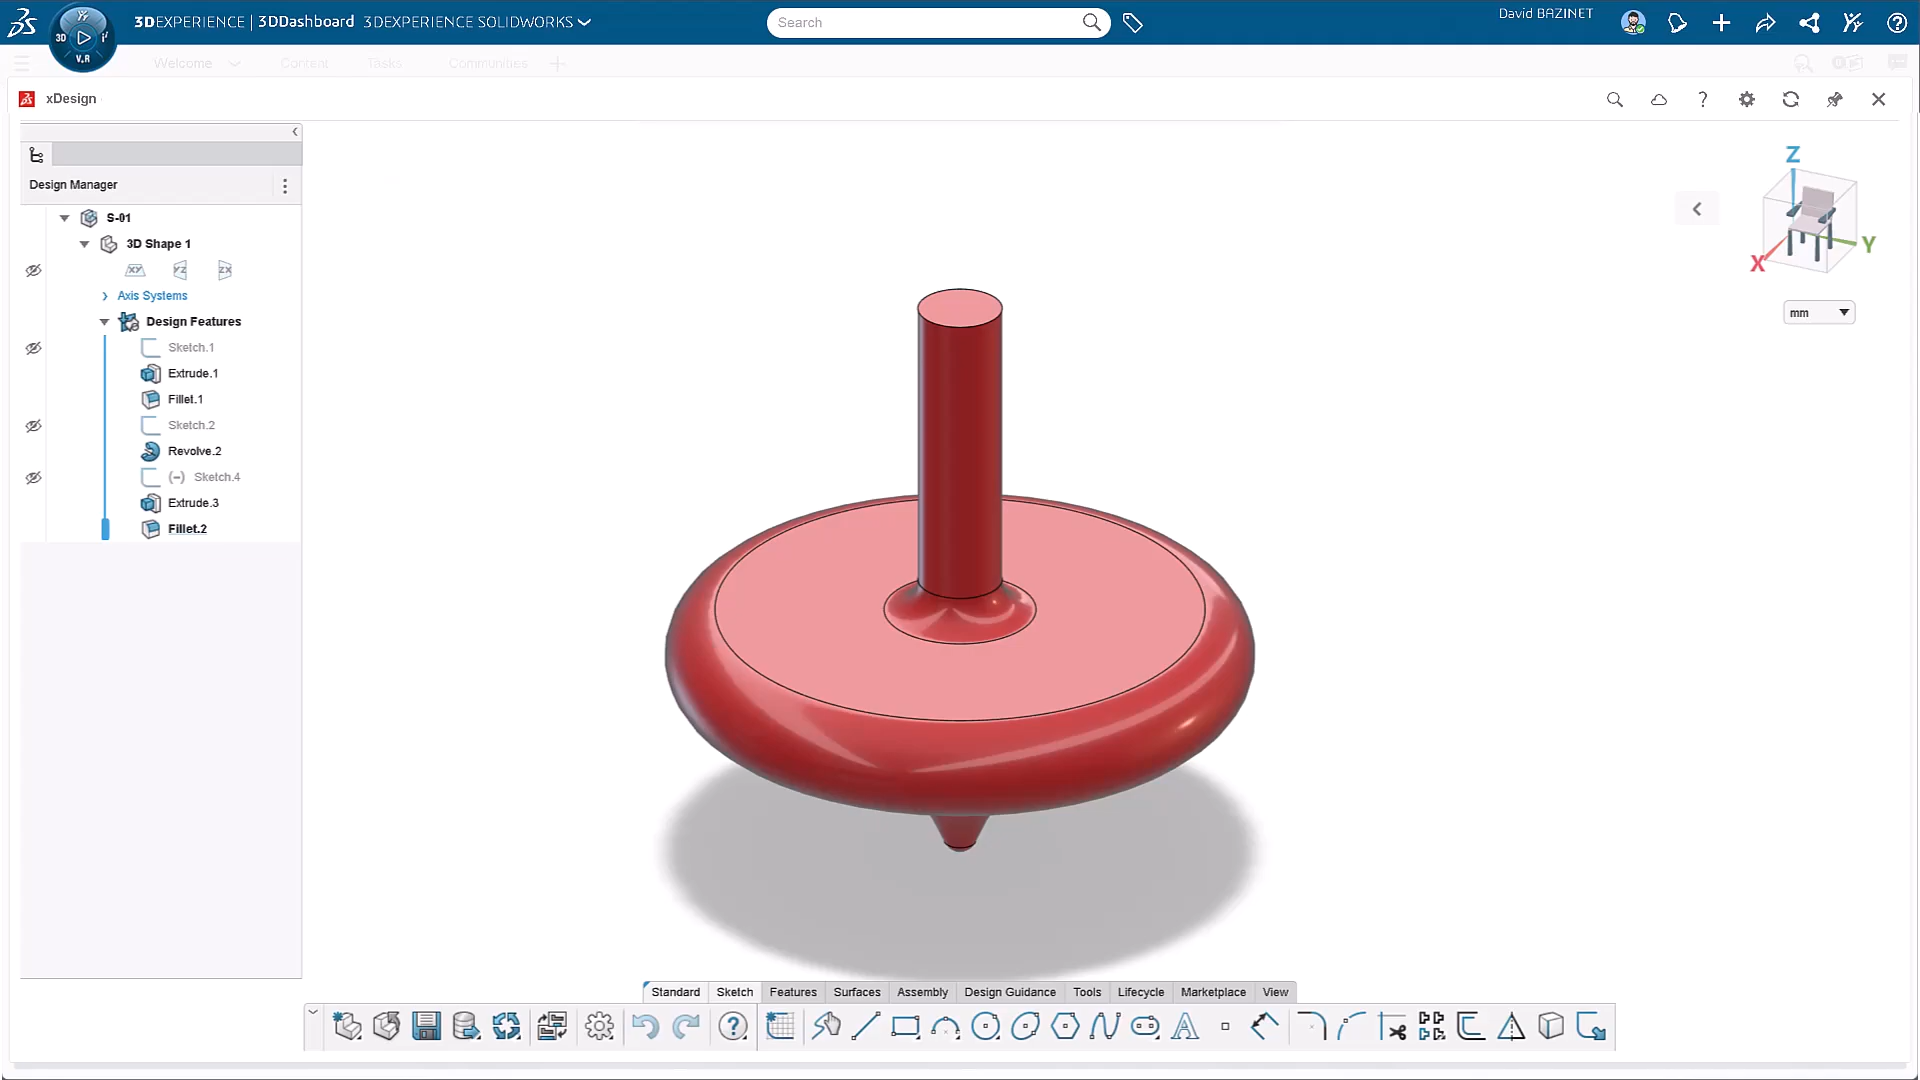 3DEXPERIENCE | 3DDashboard 3DEXPERIENCE SOLIDWORKS
Search
David BAZINET
3D
V.R
Welcome Content Tasks Communities
xDesign
Design Manager
S-01
3D Shape 1
XY YZ ZX
Axis Systems
Design Features
Sketch.1
Extrude.1
Fillet.1
Sketch.2
Revolve.2
(-) Sketch.4
Extrude.3
Fillet.2
Z
Y
X
mm
Standard Sketch Features Surfaces Assembly Design Guidance Tools Lifecycle Marketplace View